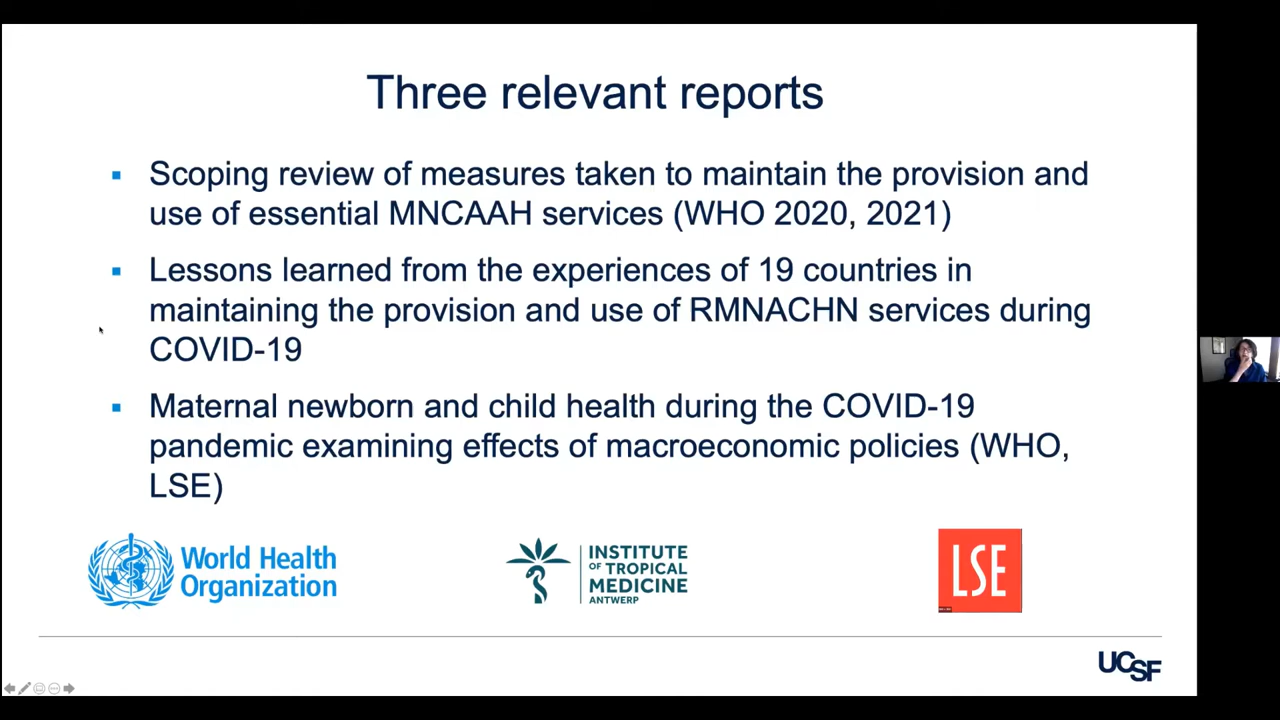 Three relevant reports
Scoping review of measures taken to maintain the provision and
use of essential MNCAAH services (WHO 2020, 2021)
Lessons learned from the experiences of 19 countries in
maintaining the provision and use of RMNACHN services during
COVID-19
Maternal newborn and child health during the COVID-19
pandemic examining effects of macroeconomic policies (WHO,
LSE)
World Health
Organization
INSTITUTE
OF TROPICAL
MEDICINE
ANTWERP
LSE
UCSF